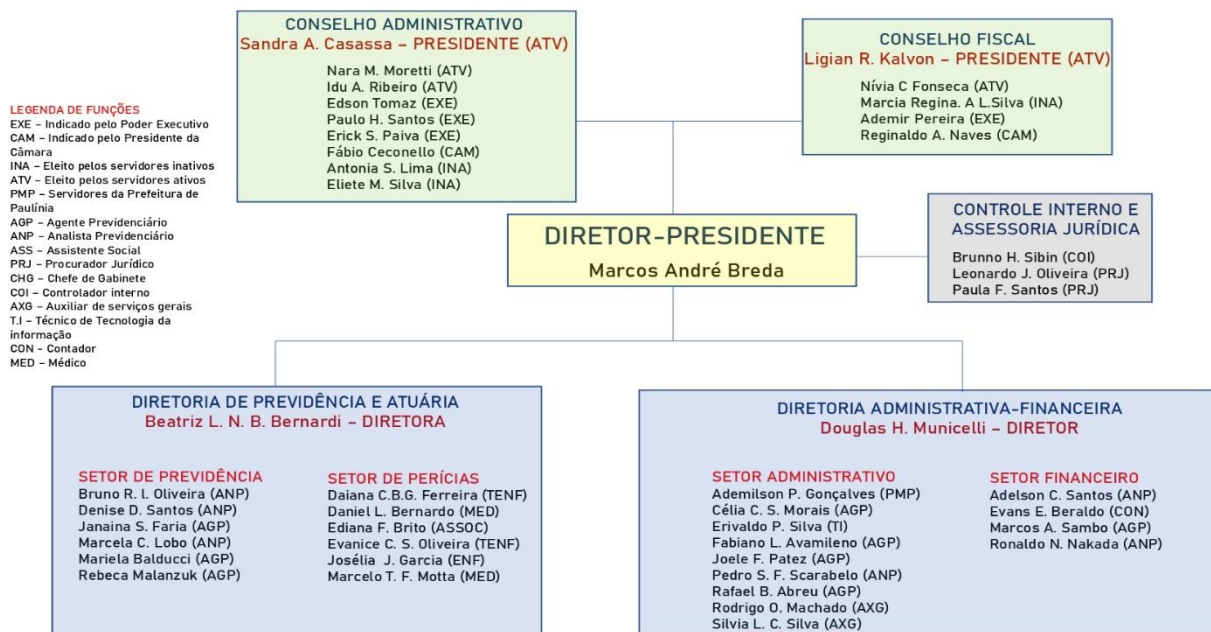 CONSELHO ADMINISTRATIVO
Sandra A. Casassa – PRESIDENTE (ATV)
Nara M. Moretti (ATV)
Idu A. Ribeiro (ATV)
Edson Tomaz (EXE)
Paulo H. Santos (EXE)
Erick S. Paiva (EXE)
Fábio Ceconello (CAM)
Antonia S. Lima (INA)
Eliete M. Silva (INA)
CONSELHO FISCAL
Ligian R. Kalvon – PRESIDENTE (ATV)
Nívia C Fonseca (ATV)
Marcia Regina. A L.Silva (INA)
Ademir Pereira (EXE)
Reginaldo A. Naves (CAM)
LEGENDA DE FUNÇÕES
EXE – Indicado pelo Poder Executivo
CAM – Indicado pelo Presidente da
Câmara
INA – Eleito pelos servidores inativos
ATV – Eleito pelos servidores ativos
PMP – Servidores da Prefeitura de
Paulínia
AGP – Agente Previdenciário
ANP – Analista Previdenciário
ASS – Assistente Social
PRJ – Procurador Jurídico
CHG – Chefe de Gabinete
COI – Controlador interno
AXG – Auxiliar de serviços gerais
T.I – Técnico de Tecnologia da
informação
CON - Contador
MED – Médico
DIRETOR-PRESIDENTE
Marcos André Breda
CONTROLE INTERNO E
ASSESSORIA JURÍDICA
Brunno H. Sibin (COI)
Leonardo J. Oliveira (PRJ)
Paula F. Santos (PRJ)
DIRETORIA DE PREVIDÊNCIA E ATUÁRIA
Beatriz L. N. B. Bernardi – DIRETORA
SETOR DE PREVIDÊNCIA
Bruno R. l. Oliveira (ANP)
Denise D. Santos (ANP)
Janaina S. Faria (AGP)
Marcela C. Lobo (ANP)
Mariela Balducci (AGP)
Rebeca Malanzuk (AGP)
SETOR DE PERÍCIAS
Daiana C.B.G. Ferreira (TENF)
Daniel L. Bernardo (MED)
Ediana F. Brito (ASSOC)
Evanice C. S. Oliveira (TENF)
Josélia J. Garcia (ENF)
Marcelo T. F. Motta (MED)
DIRETORIA ADMINISTRATIVA-FINANCEIRA
Douglas H. Municelli – DIRETOR
SETOR ADMINISTRATIVO
Ademilson P. Gonçalves (PMP)
Célia C. S. Morais (AGP)
Erivaldo P. Silva (TI)
Fabiano L. Avamileno (AGP)
Joele F. Patez (AGP)
Pedro S. F. Scarabelo (ANP)
Rafael B. Abreu (AGP)
Rodrigo O. Machado (AXG)
Silvia L. C. Silva (AXG)
SETOR FINANCEIRO
Adelson C. Santos (ANP)
Evans E. Beraldo (CON)
Marcos A. Sambo (AGP)
Ronaldo N. Nakada (ANP)